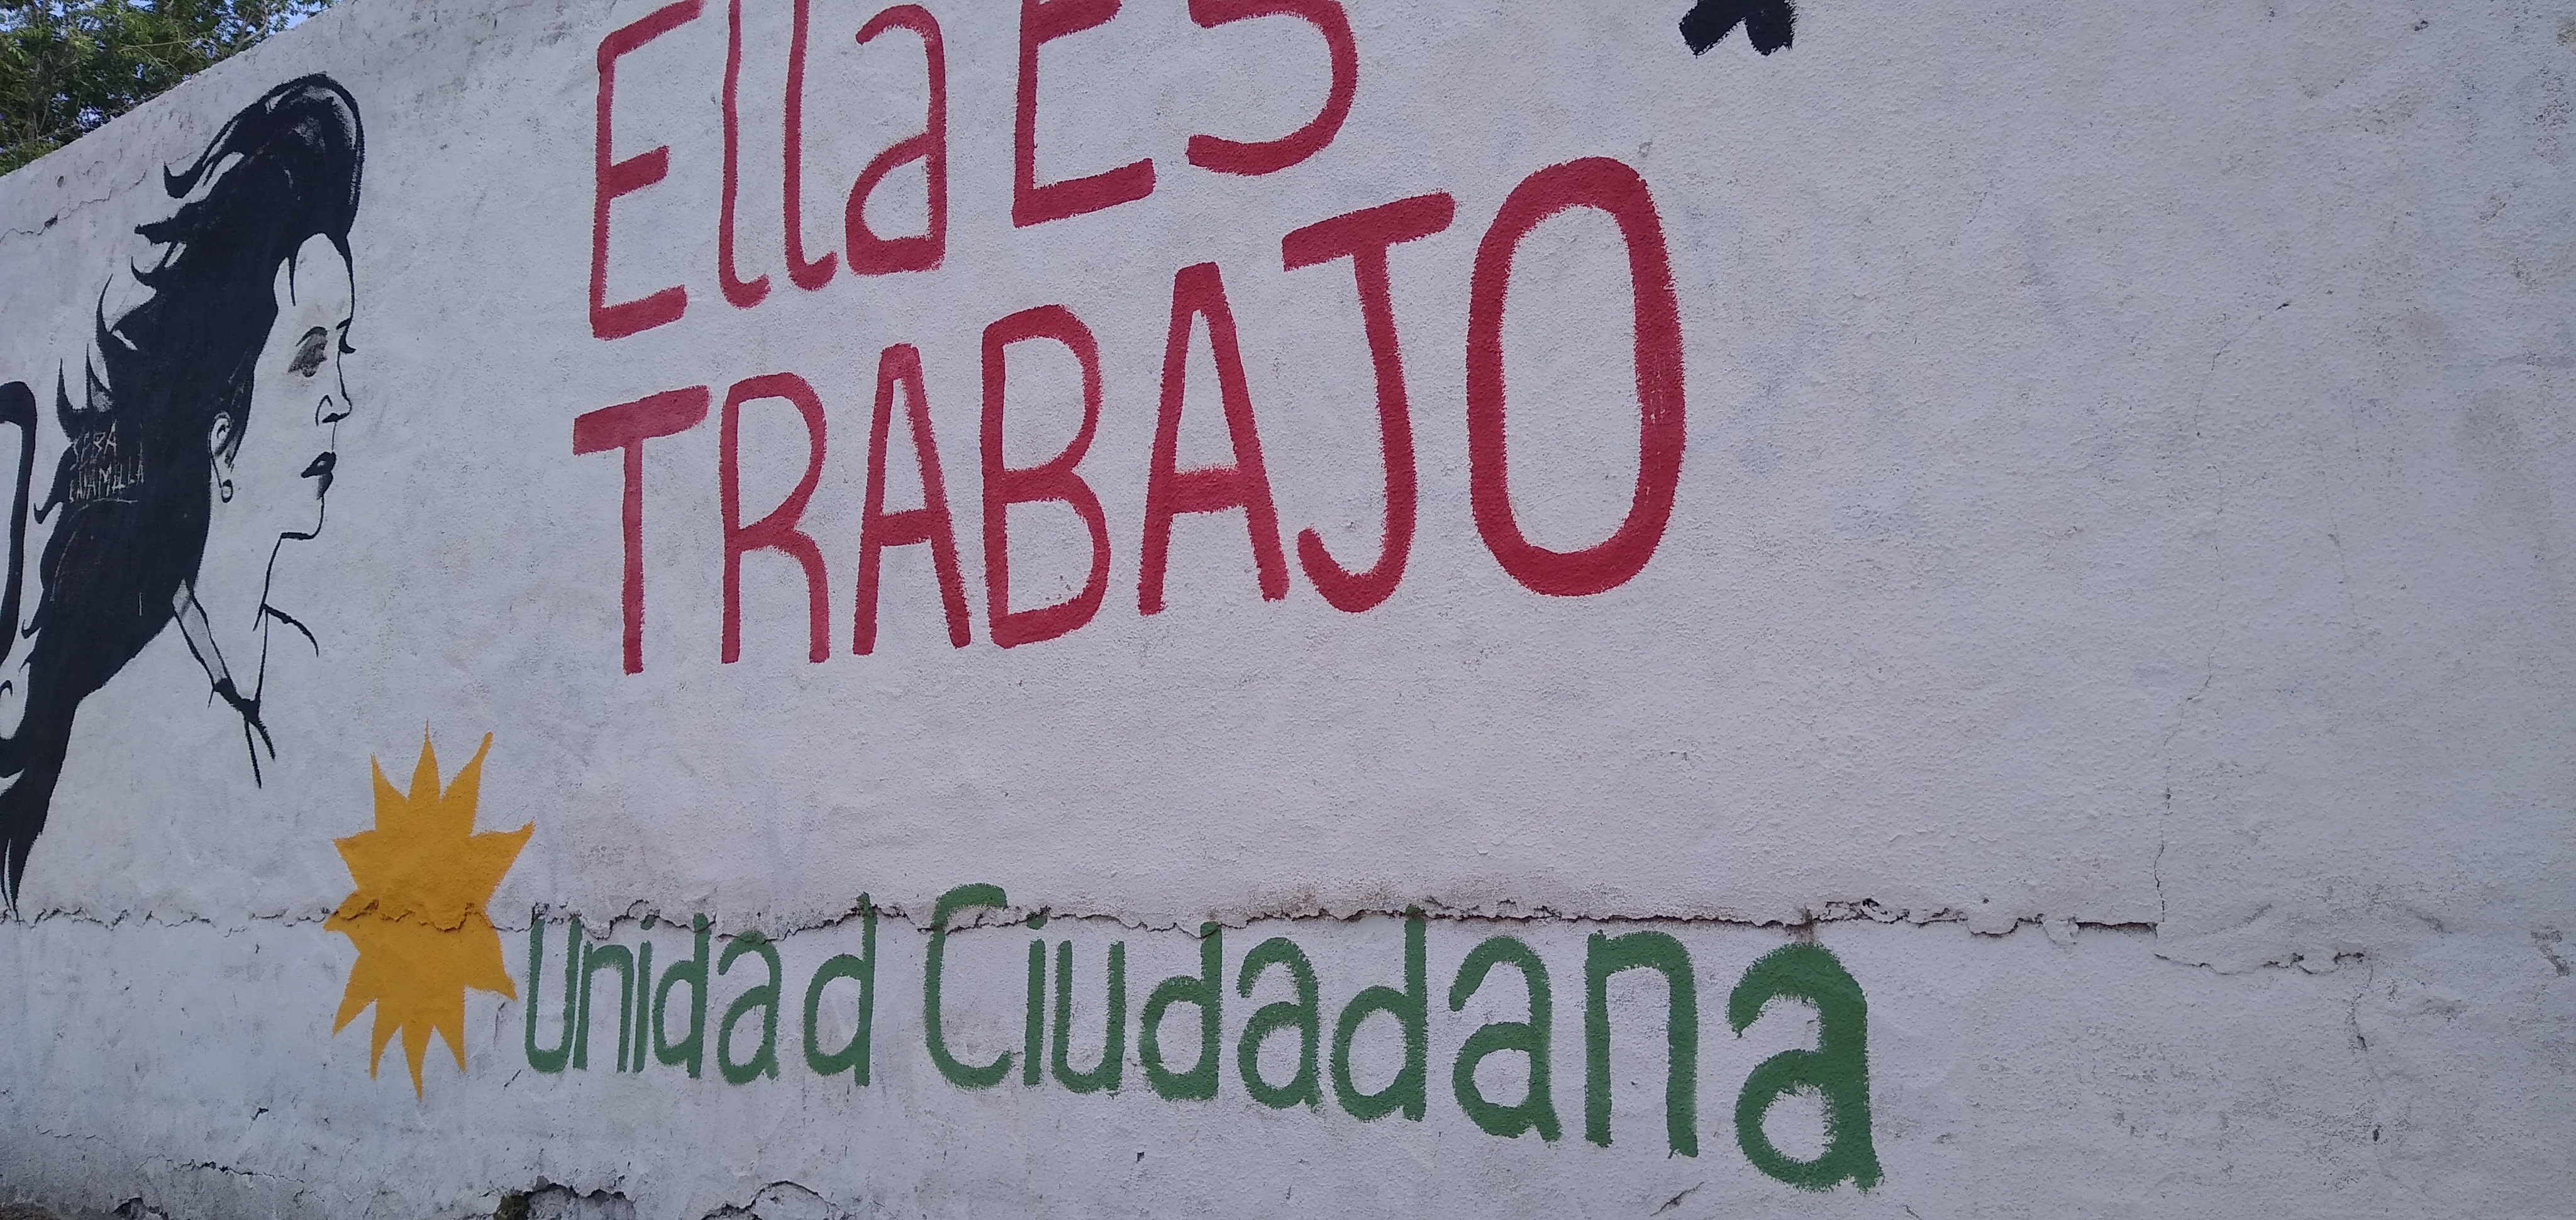 Ella ES
TRABAJO
Unidad Ciudadana